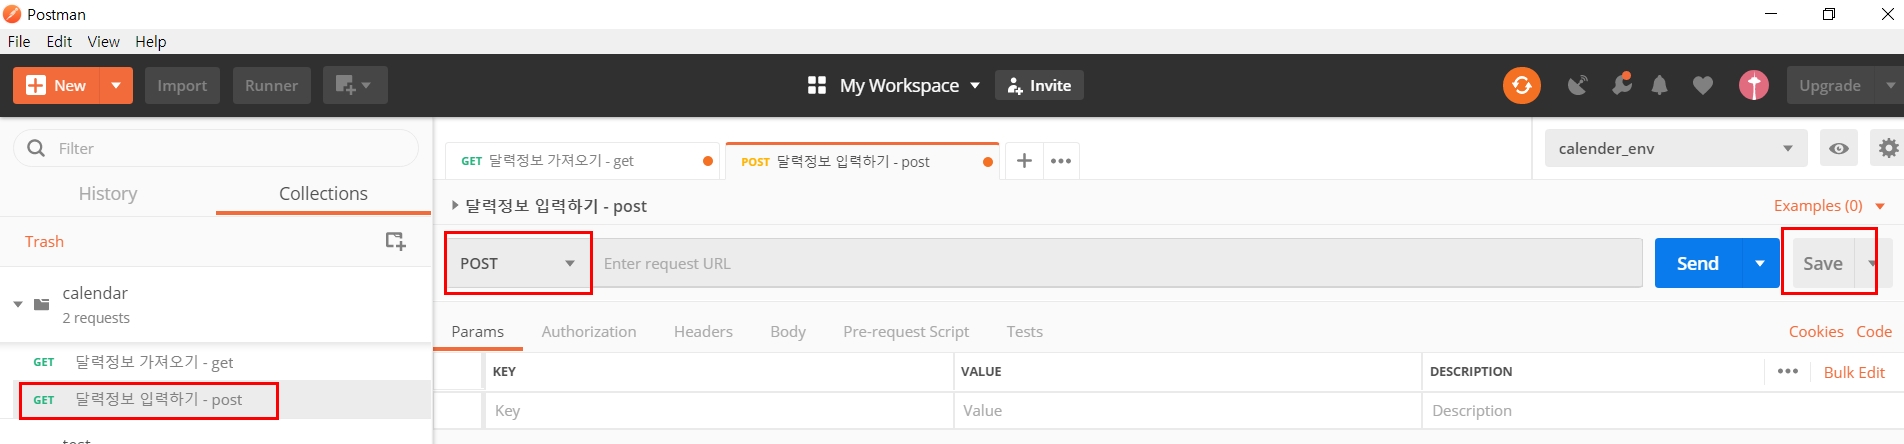 Postman
File Edit View Help
New Import Runner My Workspace Invite Upgrade
Filter
History Collections
Trash
calendar
2 requests
GET 달력정보 가져오기 - get
GET 달력정보 입력하기 - post
GET 달력정보 가져오기 - get POST 달력정보 입력하기 - post calender_env
달력정보 입력하기 - post Examples (0)
POST Enter request URL Send Save
Params Authorization Headers Body Pre-request Script Tests Cookies Code
KEY VALUE DESCRIPTION Bulk Edit
Key Value Description